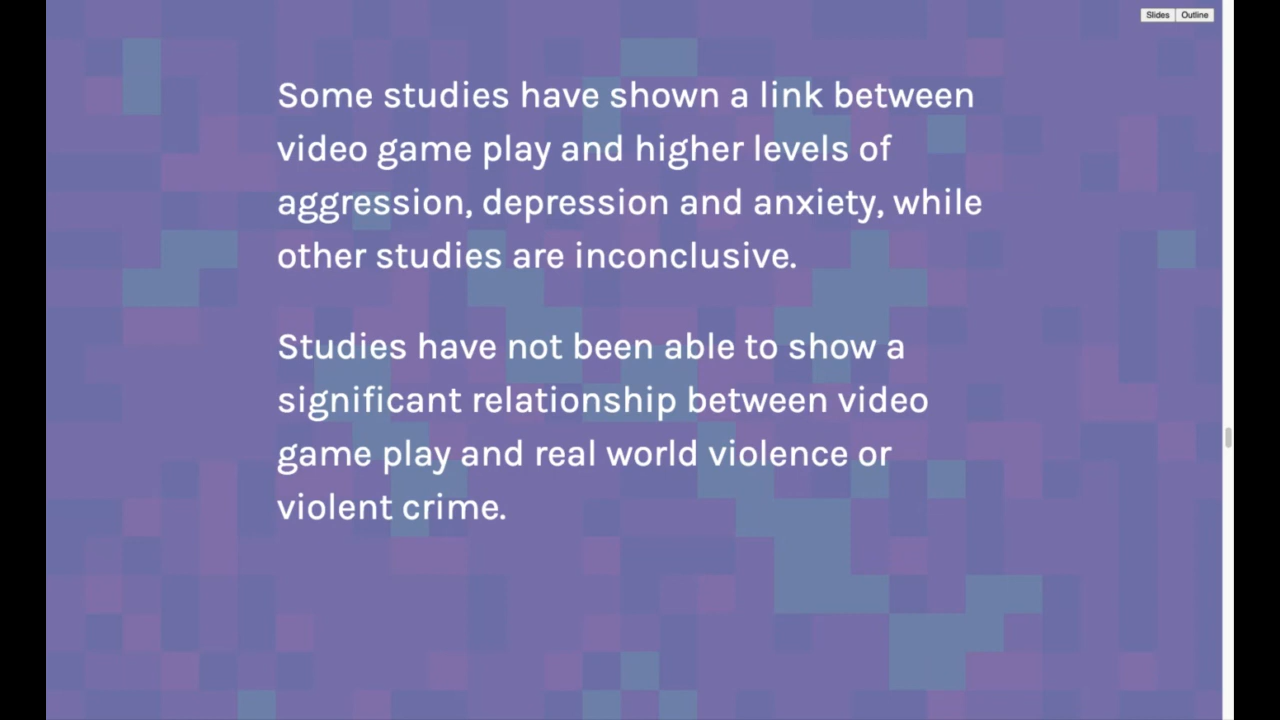 Slides Outline
Some studies have shown a link between
video game play and higher levels of
aggression, depression and anxiety, while
other studies are inconclusive.
Studies have not been able to show a
significant relationship between video
game play and real world violence or
violent crime.